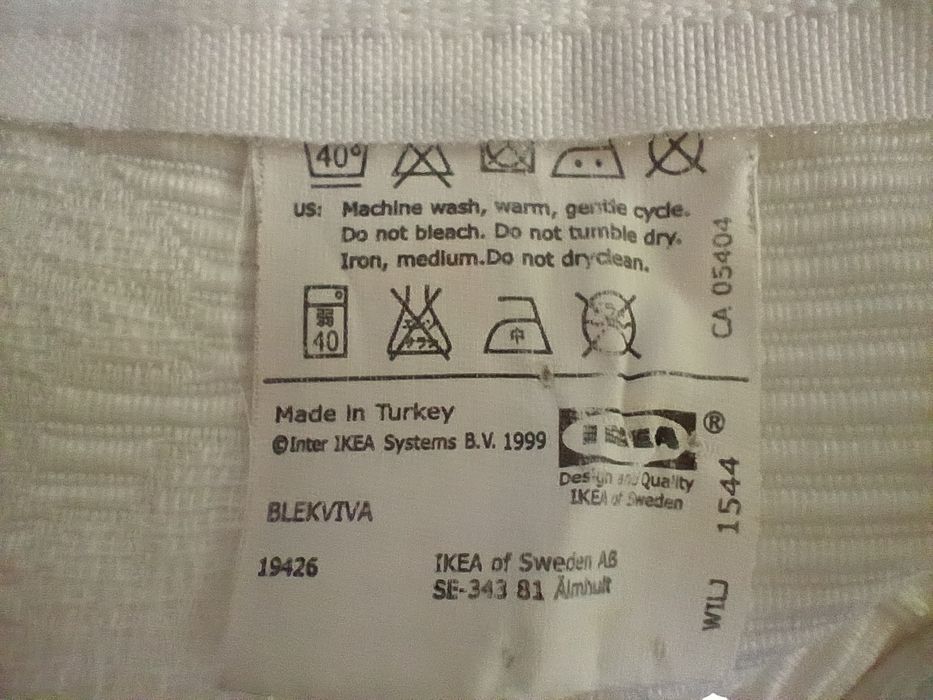 40°
US: Machine wash, warm, gentle cycle.
Do not bleach. Do not tumble dry.
Iron, medium.Do not dryclean.
40
中
CA 05404
Made in Turkey
©Inter IKEA Systems B.V. 1999
IKEA ®
Design and Quality
IKEA of Sweden
BLEKVIVA
1544
19426
IKEA of Sweden AB
SE-343 81 Älmhult
WILJ